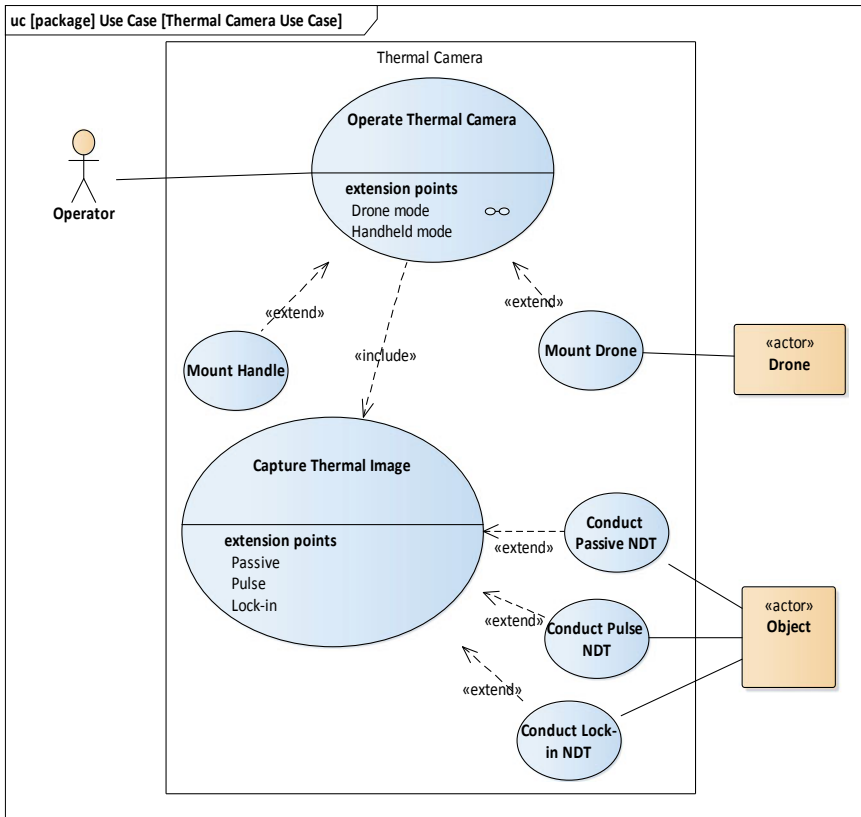 uc [package] Use Case [Thermal Camera Use Case]
Thermal Camera
Operate Thermal Camera
extension points
Drone mode
Handheld mode
Operator
«extend»
«extend»
Mount Handle
«include»
Mount Drone
«actor»
Drone
Capture Thermal Image
extension points
Passive
Pulse
Lock-in
«extend»
Conduct
Passive NDT
«actor»
Object
«extend»
Conduct Pulse
NDT
«extend»
Conduct Lock-
in NDT